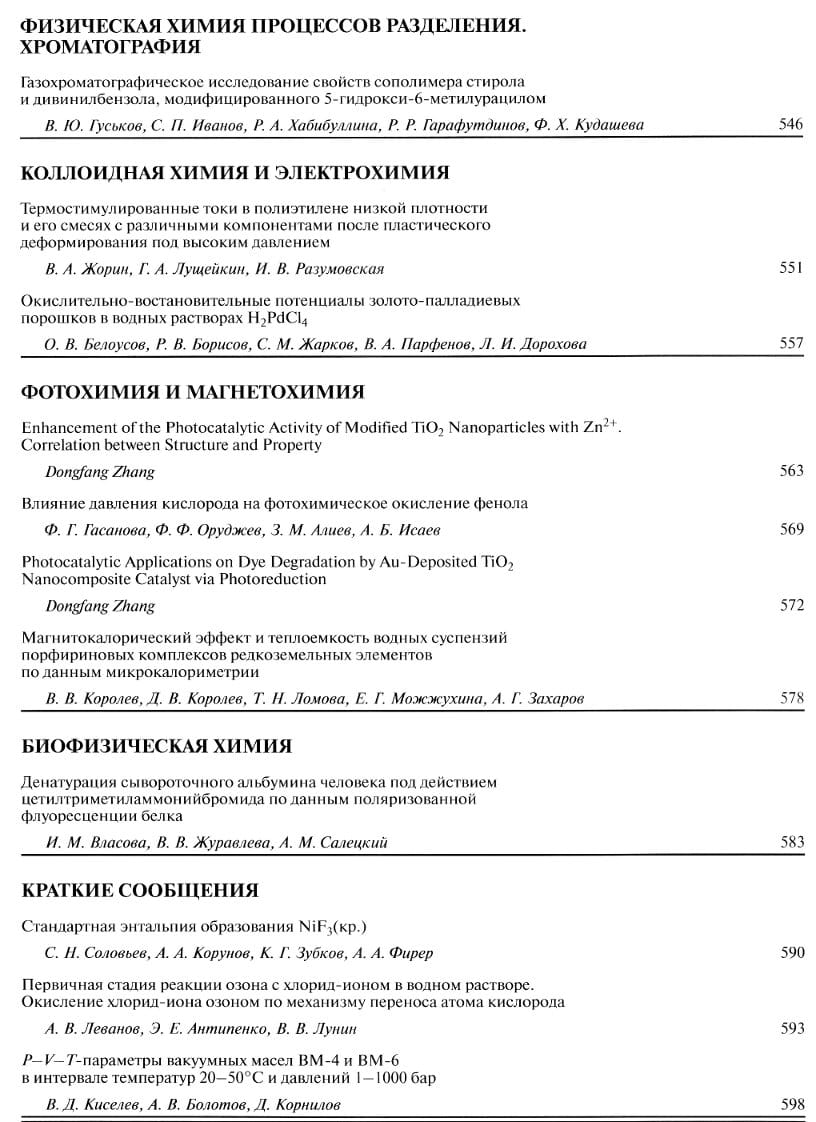 ФИЗИЧЕСКАЯ ХИМИЯ ПРОЦЕССОВ РАЗДЕЛЕНИЯ.
ХРОМАТОГРАФИЯ
Газохроматографическое исследование свойств сополимера стирола
и дивинилбензола, модифицированного 5-гидрокси-6-метилурацилом
В. Ю. Гуськов, С. П. Иванов, Р. А. Хабибуллина, Р. Р. Гарафутдинов, Ф. Х. Кудашева 546
КОЛЛОИДНАЯ ХИМИЯ И ЭЛЕКТРОХИМИЯ
Термостимулированные токи в полиэтилене низкой плотности
и его смесях с различными компонентами после пластического
деформирования под высоким давлением
В. А. Жорин, Г. А. Лущейкин, И. В. Разумовская 551
Окислительно-востановительные потенциалы золото-палладиевых
порошков в водных растворах H₂PdCl₄
О. В. Белоусов, Р. В. Борисов, С. М. Жарков, В. А. Парфенов, Л. И. Дорохова 557
ФОТОХИМИЯ И МАГНЕТОХИМИЯ
Enhancement of the Photocatalytic Activity of Modified TiO₂ Nanoparticles with Zn²⁺.
Correlation between Structure and Property
Dongfang Zhang 563
Влияние давления кислорода на фотохимическое окисление фенола
Ф. Г. Гасанова, Ф. Ф. Оруджев, З. М. Алиев, А. Б. Исаев 569
Photocatalytic Applications on Dye Degradation by Au-Deposited TiO₂
Nanocomposite Catalyst via Photoreduction
Dongfang Zhang 572
Магнитокалорический эффект и теплоемкость водных суспензий
порфириновых комплексов редкоземельных элементов
по данным микрокалориметрии
В. В. Королев, Д. В. Королев, Т. Н. Ломова, Е. Г. Можжухина, А. Г. Захаров 578
БИОФИЗИЧЕСКАЯ ХИМИЯ
Денатурация сывороточного альбумина человека под действием
цетилтриметиламмонийбромида по данным поляризованной
флуоресценции белка
И. М. Власова, В. В. Журавлева, А. М. Салецкий 583
КРАТКИЕ СООБЩЕНИЯ
Стандартная энтальпия образования NiF₃(кр.)
С. Н. Соловьев, А. А. Корунов, К. Г. Зубков, А. А. Фирер 590
Первичная стадия реакции озона с хлорид-ионом в водном растворе.
Окисление хлорид-иона озоном по механизму переноса атома кислорода
А. В. Леванов, Э. Е. Антипенко, В. В. Лунин 593
P–V–T-параметры вакуумных масел ВМ-4 и ВМ-6
в интервале температур 20–50°С и давлений 1–1000 бар
В. Д. Киселев, А. В. Болотов, Д. Корнилов 598